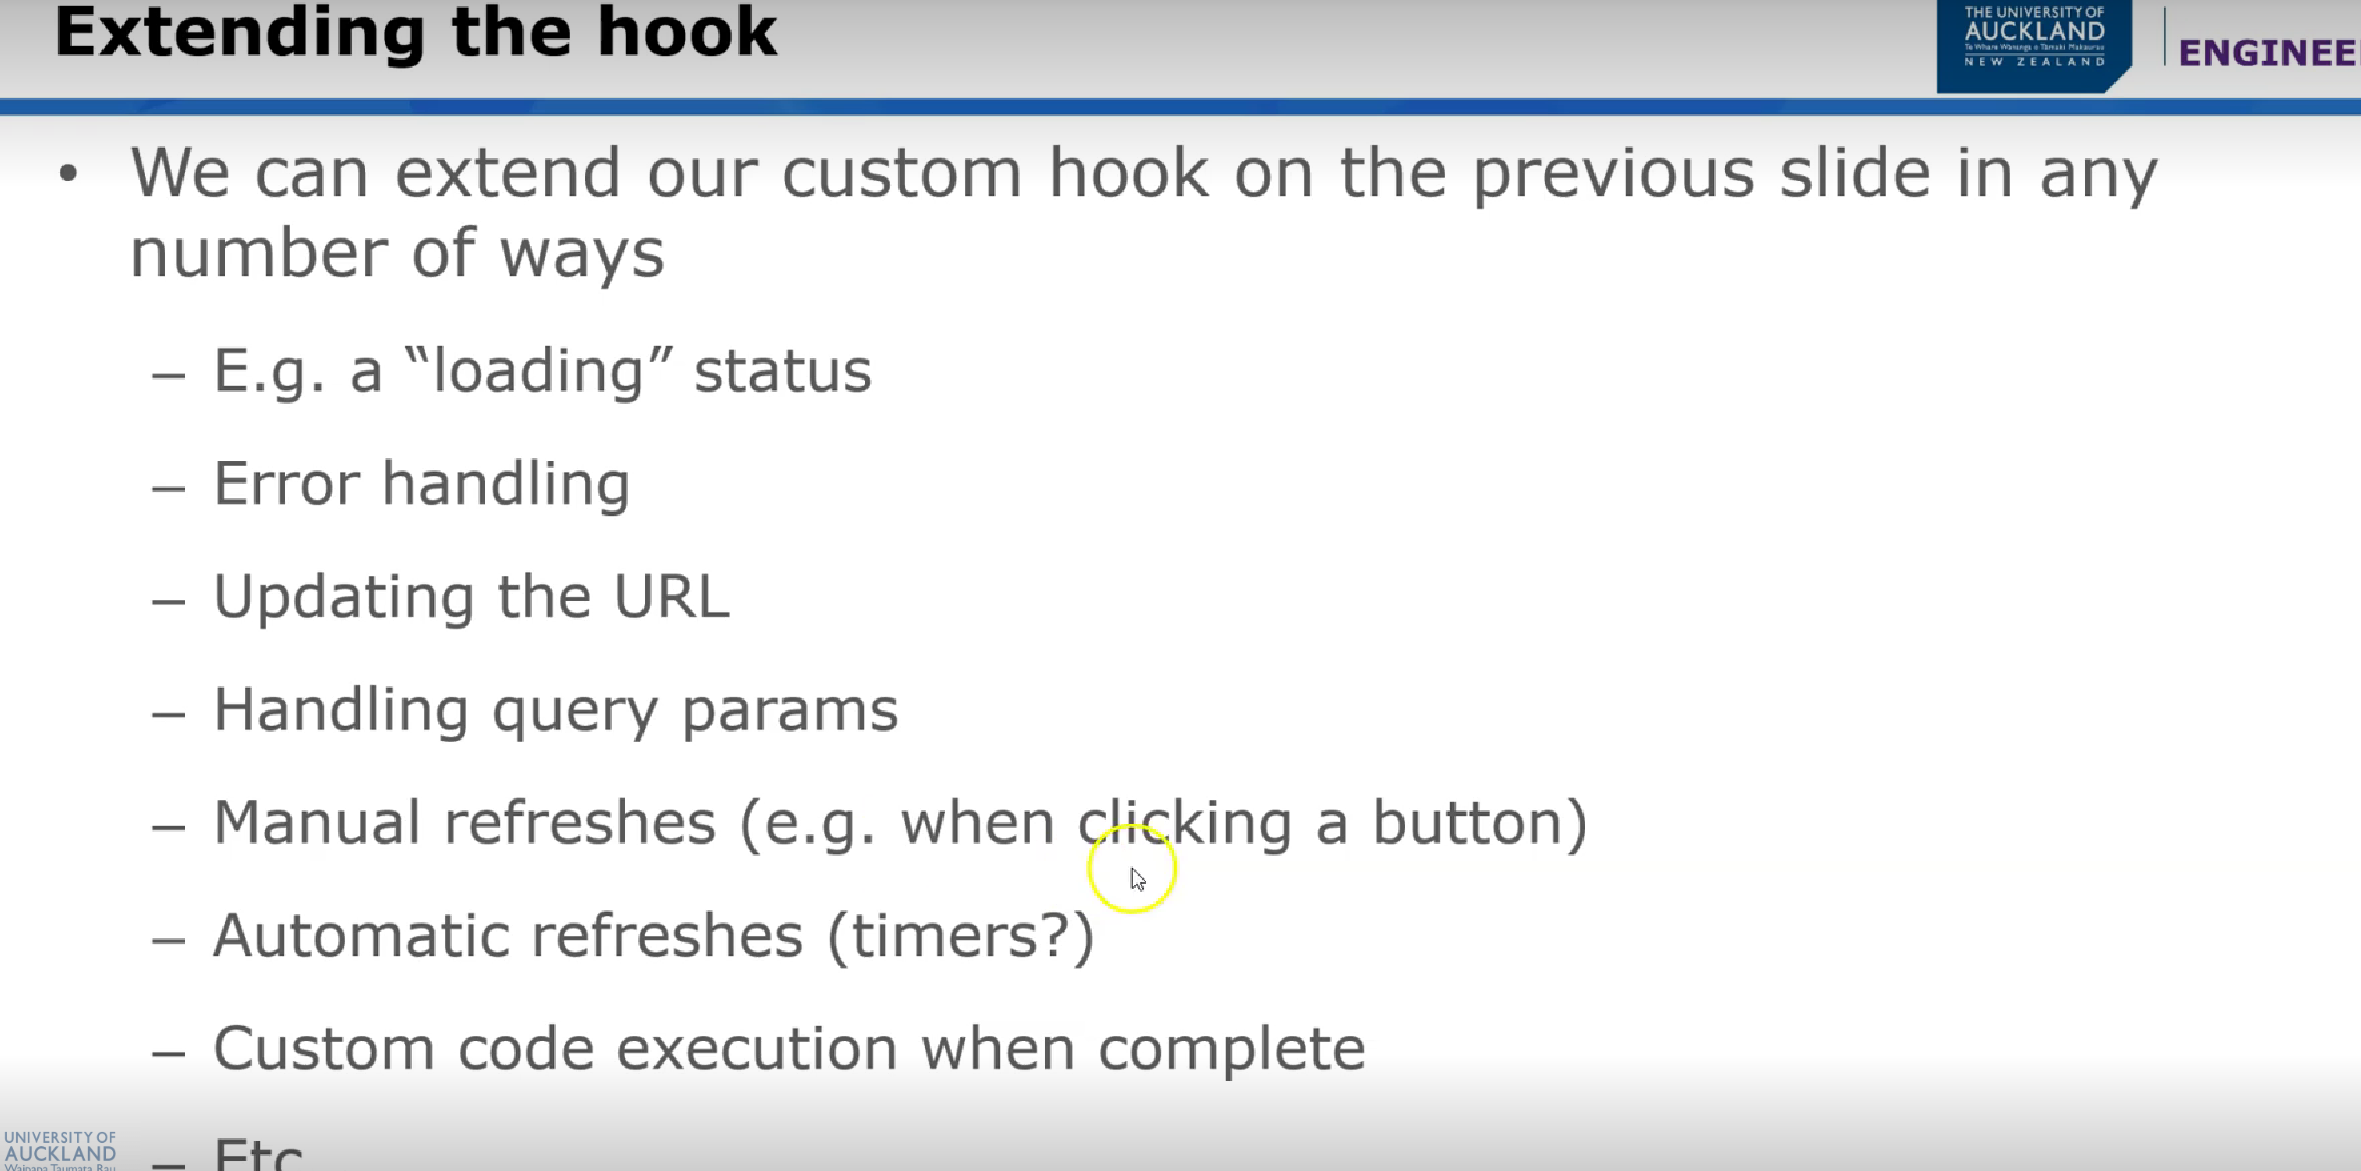 Extending the hook
THE UNIVERSITY OF
AUCKLAND
Te Whare Wānanga o Tāmaki Makaurau
NEW ZEALAND
ENGINEE
• We can extend our custom hook on the previous slide in any
number of ways
– E.g. a “loading” status
– Error handling
– Updating the URL
– Handling query params
– Manual refreshes (e.g. when clicking a button)
– Automatic refreshes (timers?)
– Custom code execution when complete
– Etc
UNIVERSITY OF
AUCKLAND
Waipapa Taumata Rau